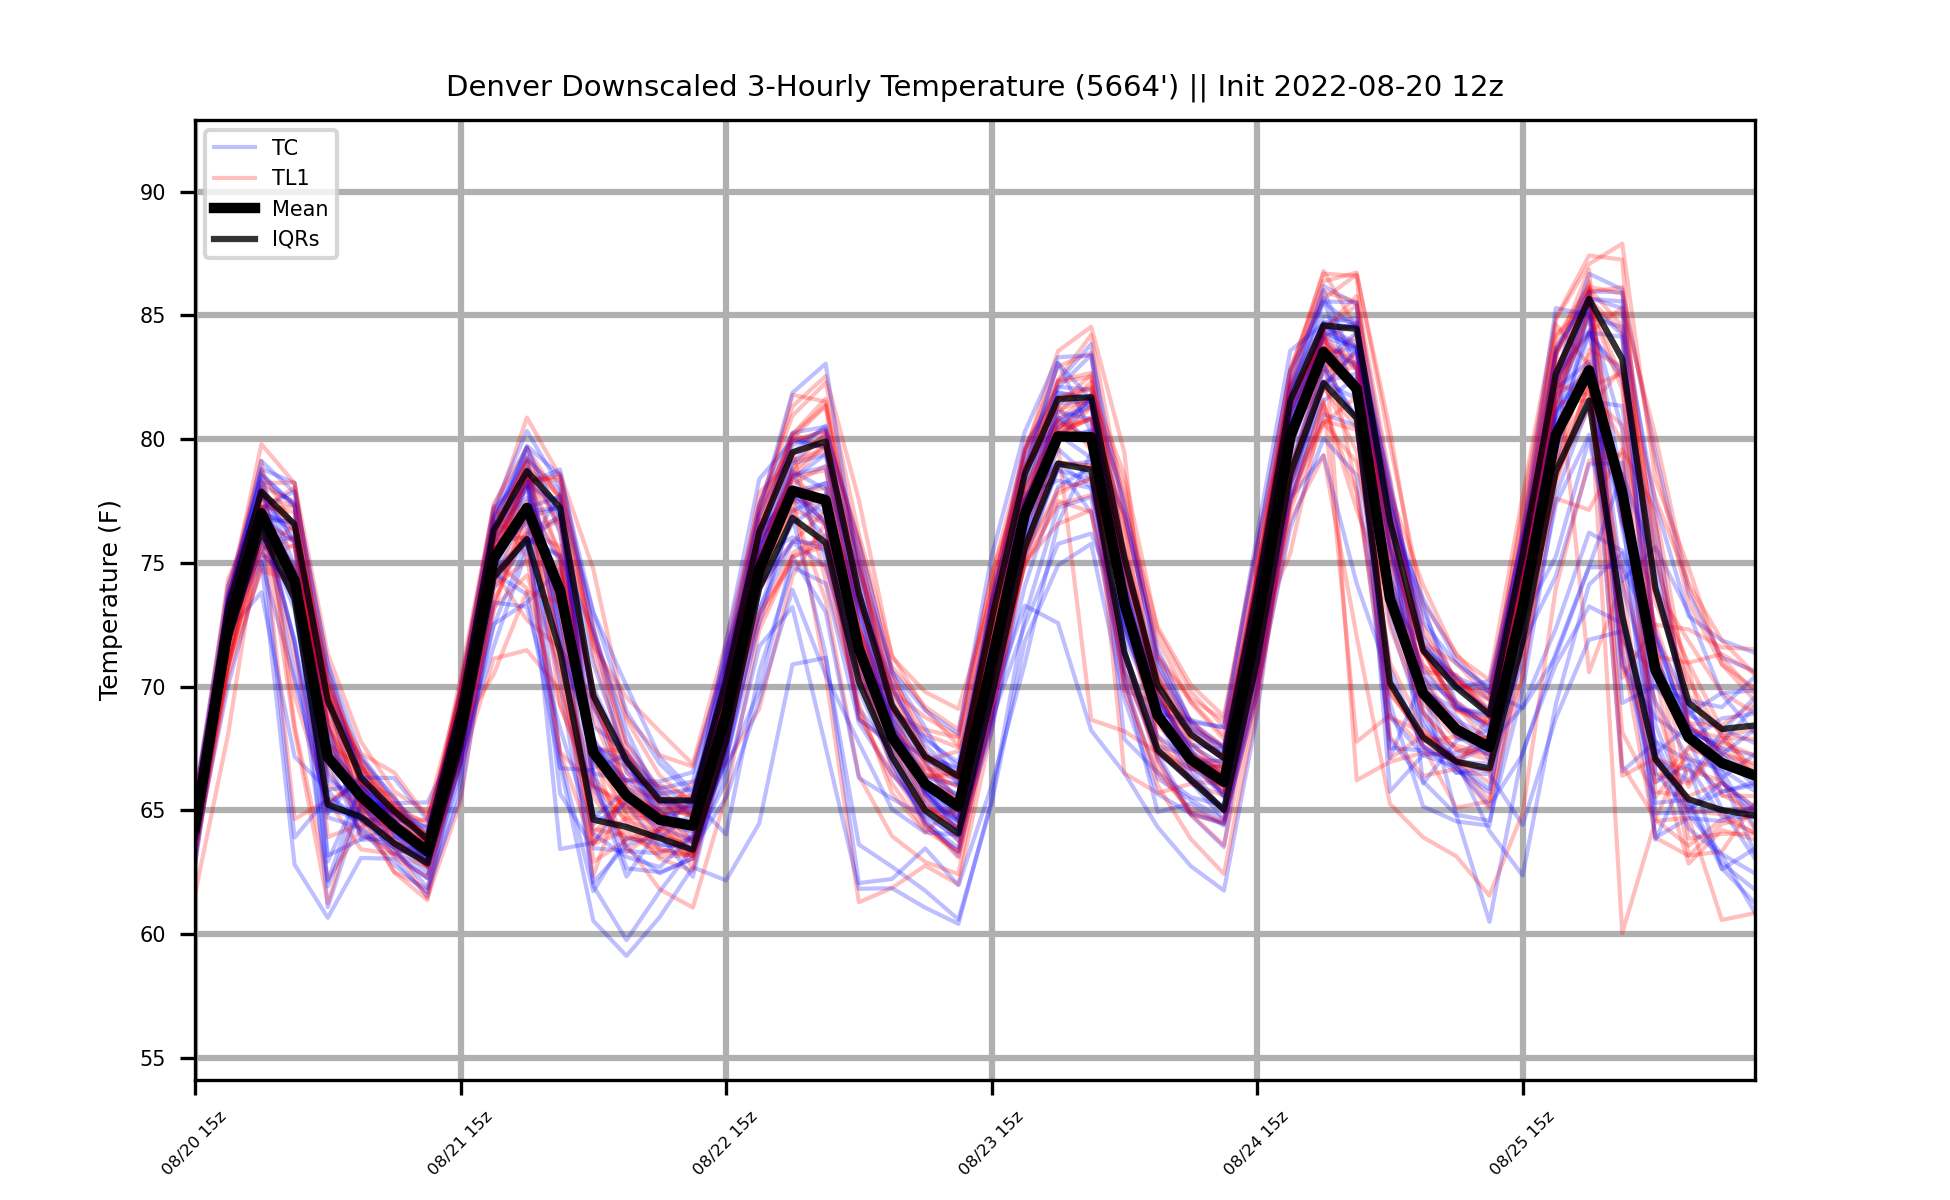 Denver Downscaled 3-Hourly Temperature (5664') || Init 2022-08-20 12z
TC
TL1
Mean
IQRs
Temperature (F)
90
85
80
75
70
65
60
55
08/20 15z
08/21 15z
08/22 15z
08/23 15z
08/24 15z
08/25 15z